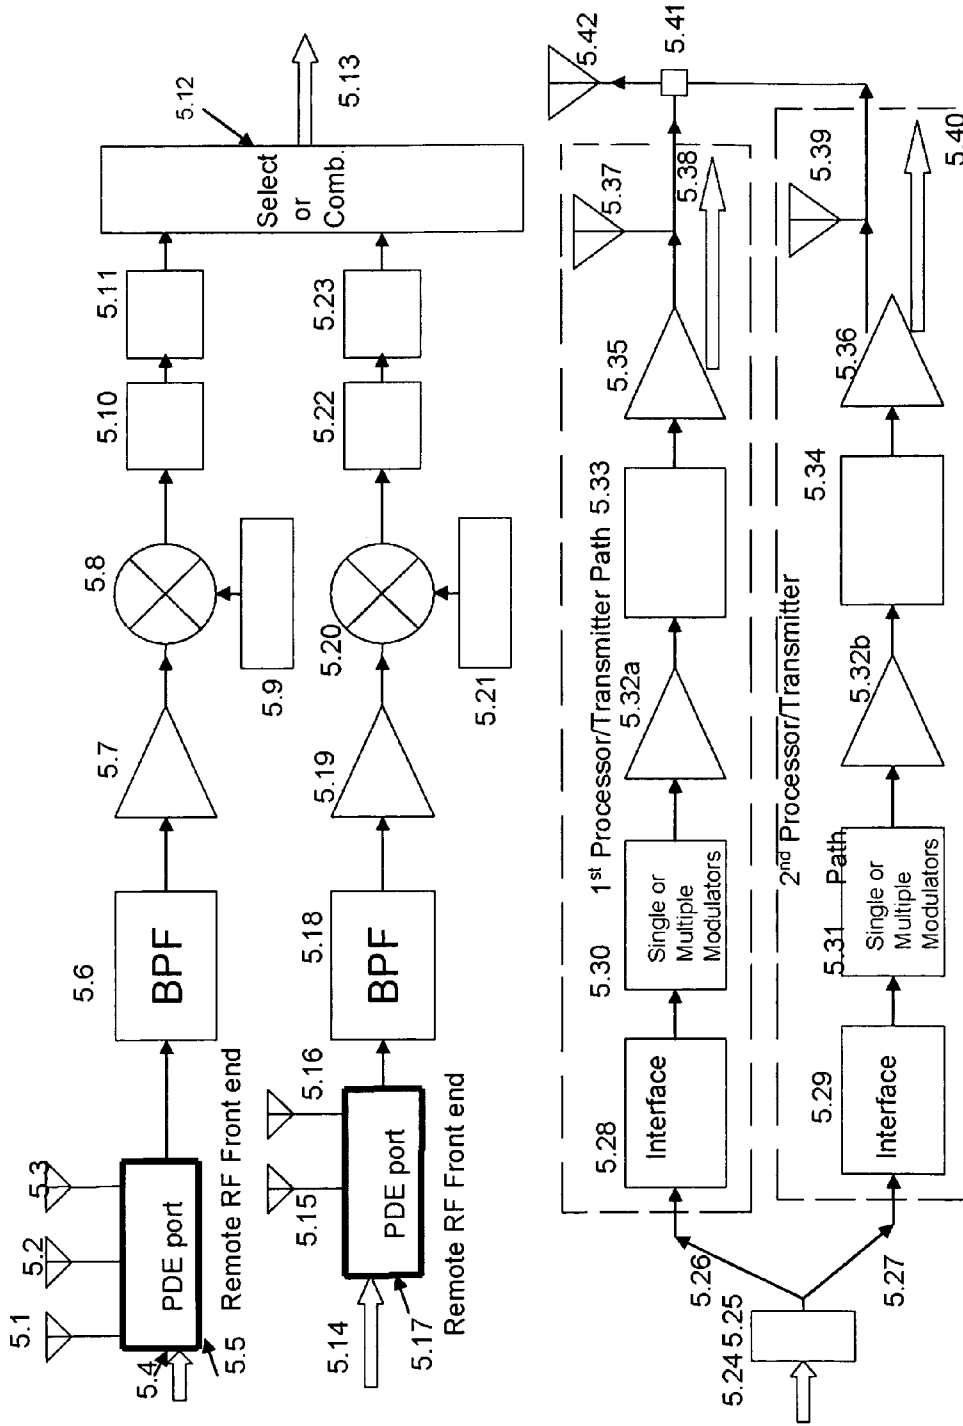 5.1
5.2
5.3
5.4
PDE port
5.5
Remote RF Front end
5.6
BPF
5.7
5.8
5.9
5.10
5.11
5.12
Select
or
Comb.
5.13
5.14
5.15
5.16
PDE port
5.17
Remote RF Front end
5.18
BPF
5.19
5.20
5.21
5.22
5.23
5.24
5.25
5.26
5.27
5.28
Interface
5.30
Single or
Multiple
Modulators
1st Processor/Transmitter Path
5.32a
5.33
5.35
5.37
5.38
5.41
5.42
5.29
Interface
5.31
Single or
Multiple
Modulators
2nd Processor/Transmitter
Path
5.32b
5.34
5.36
5.39
5.40